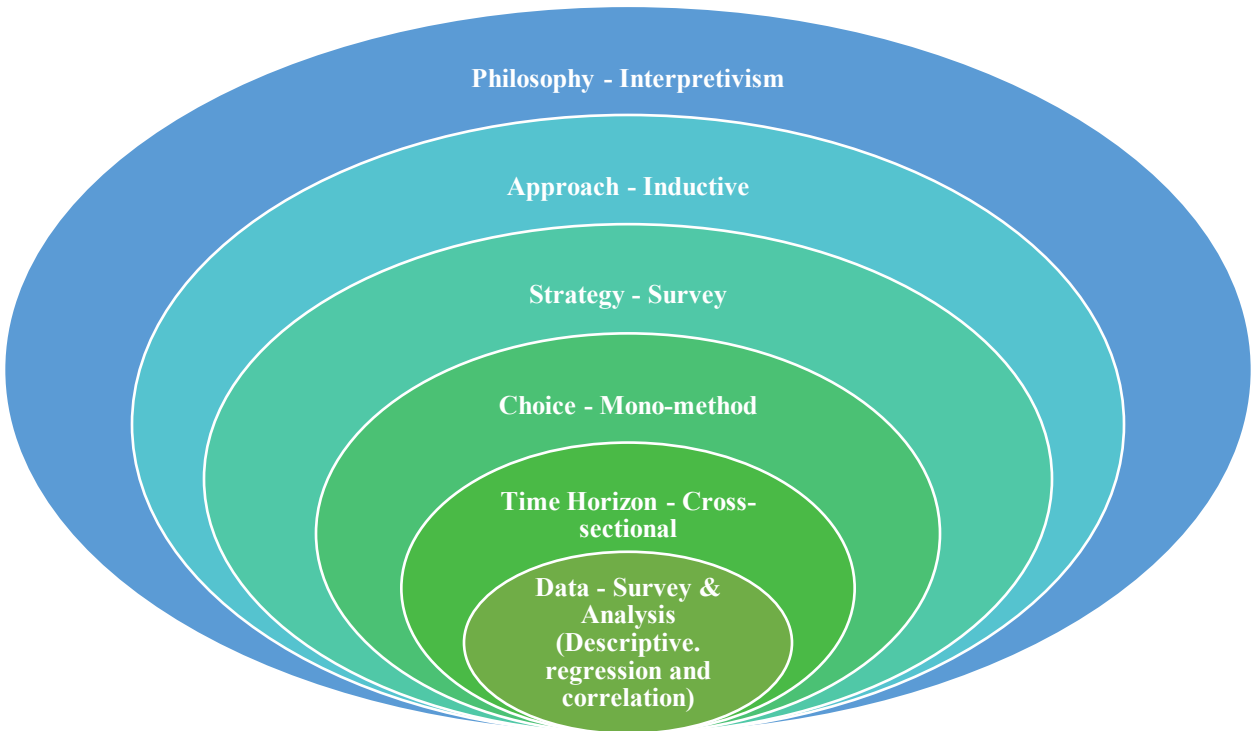 Philosophy - Interpretivism
Approach - Inductive
Strategy - Survey
Choice - Mono-method
Time Horizon - Cross-
sectional
Data - Survey &
Analysis
(Descriptive.
regression and
correlation)